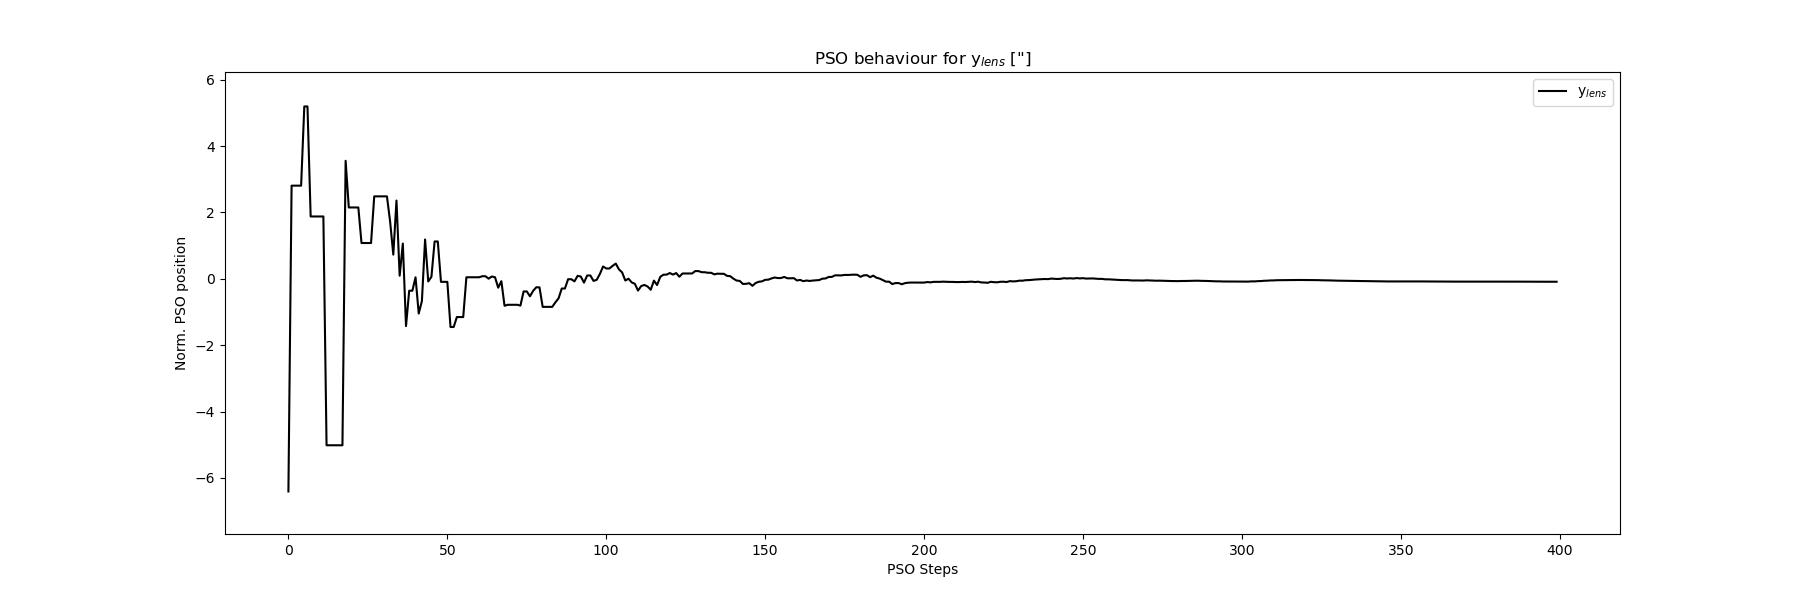 PSO behaviour for y_lens ["]
y_lens
6
4
2
0
−2
−4
−6
Norm. PSO position
0 50 100 150 200 250 300 350 400
PSO Steps